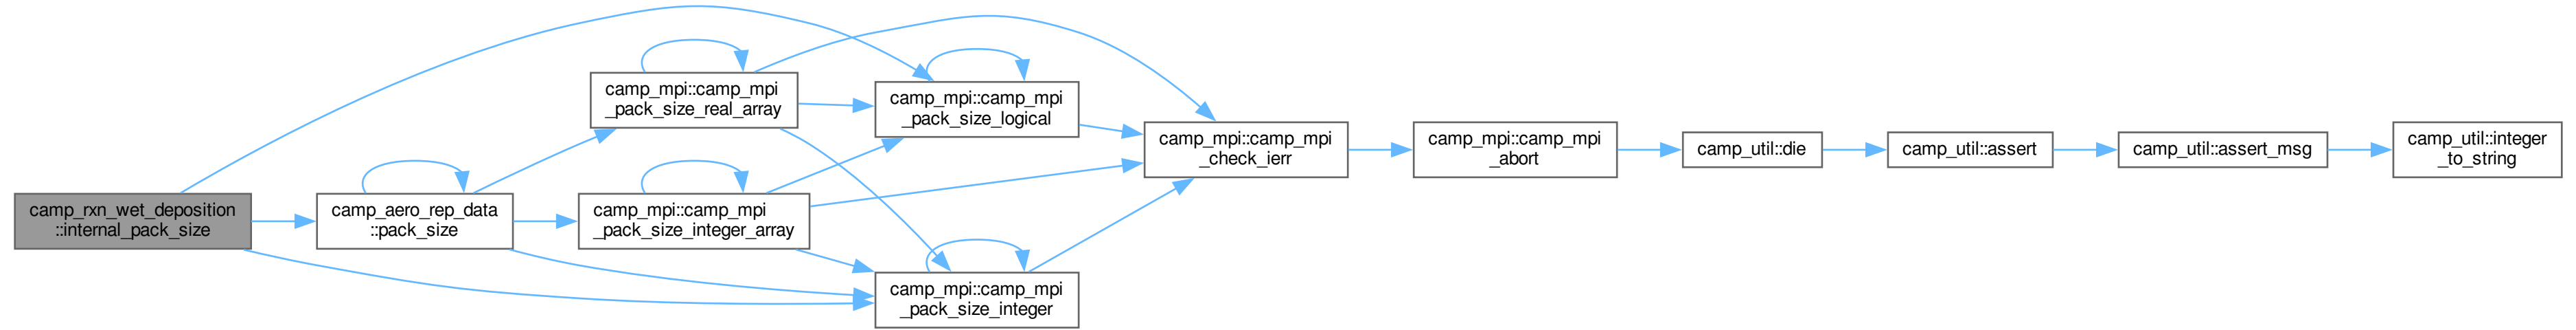 camp_rxn_wet_deposition
::internal_pack_size
camp_aero_rep_data
::pack_size
camp_mpi::camp_mpi
_pack_size_real_array
camp_mpi::camp_mpi
_pack_size_integer_array
camp_mpi::camp_mpi
_pack_size_logical
camp_mpi::camp_mpi
_pack_size_integer
camp_mpi::camp_mpi
_check_ierr
camp_mpi::camp_mpi
_abort
camp_util::die
camp_util::assert
camp_util::assert_msg
camp_util::integer
_to_string